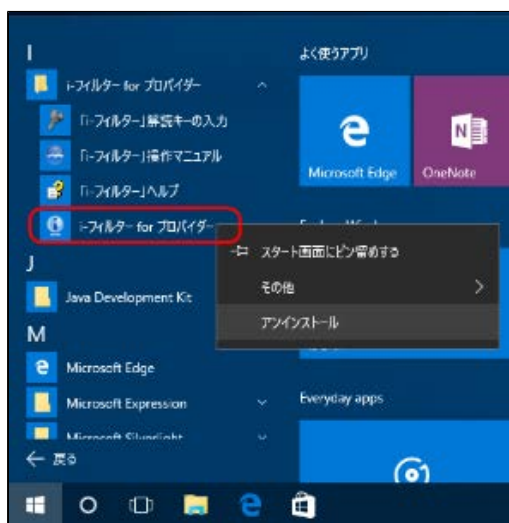 I
i-フィルター for プロバイダー
「i-フィルター」解読キーの入力
「i-フィルター」操作マニュアル
「i-フィルター」ヘルプ
i-フィルター for プロバイダー
J
Java Development Kit
M
Microsoft Edge
Microsoft Expression
Microsoft Silverlight
戻る
よく使うアプリ
Microsoft Edge
OneNote
スタート画面にピン留めする
その他
アンインストール
Everyday apps